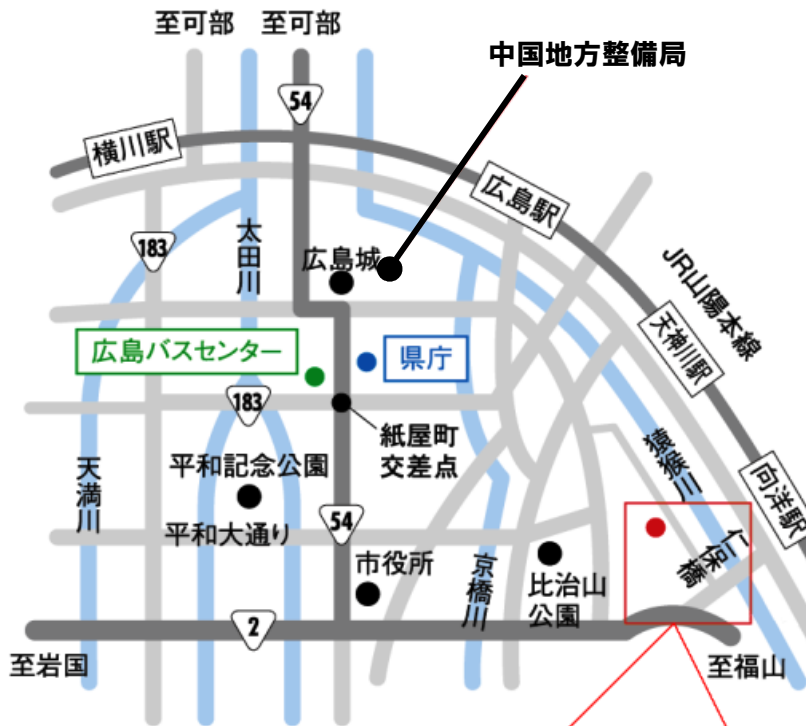 至可部
至可部
中国地方整備局
54
横川駅
広島駅
183
太田川
広島城
JR山陽本線
天神川駅
広島バスセンター
県庁
183
紙屋町
交差点
天満川
平和記念公園
猿猴川
向洋駅
54
平和大通り
仁保橋
市役所
京橋川
比治山
公園
2
至岩国
至福山